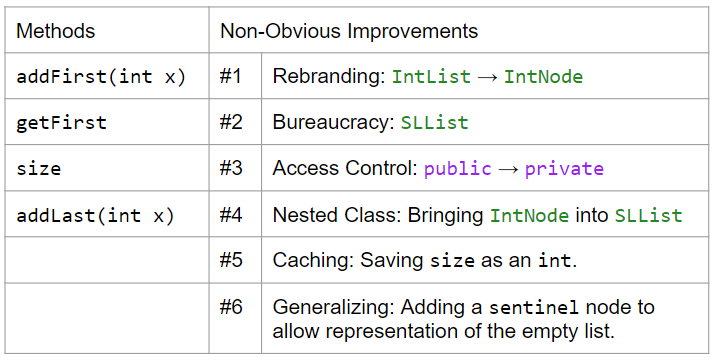 Methods Non-Obvious Improvements
addFirst(int x) #1 Rebranding: IntList → IntNode
getFirst #2 Bureaucracy: SLList
size #3 Access Control: public → private
addLast(int x) #4 Nested Class: Bringing IntNode into SLList
#5 Caching: Saving size as an int.
#6 Generalizing: Adding a sentinel node to
allow representation of the empty list.